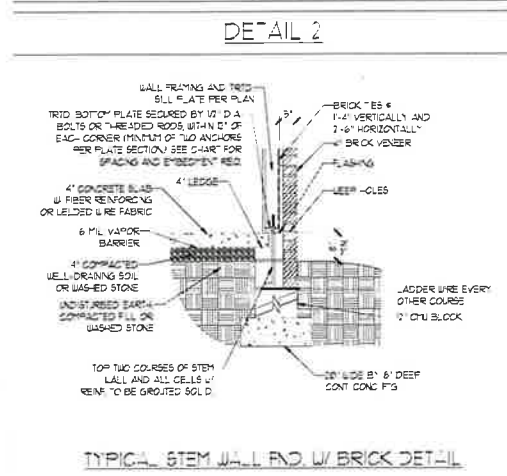 DETAIL 2
WALL FRAMING AND TRTD
SILL PLATE PER PLAN
TRTD BOTTOM PLATE SECURED BY 1/2" DIA
BOLTS OR THREADED RODS, WITHIN 12" OF
EACH CORNER (MINIMUM OF TWO ANCHORS
PER PLATE SECTION) SEE CHART FOR
SPACING AND EMBEDMENT REQ.
4" LEDGE
4" CONCRETE SLAB
W/ FIBER REINFORCING
OR WELDED WIRE FABRIC
6 MIL VAPOR
BARRIER
4" COMPACTED
WELL-DRAINING SOIL
OR WASHED STONE
UNDISTURBED EARTH,
COMPACTED FILL OR
WASHED STONE
TOP TWO COURSES OF STEM
WALL AND ALL CELLS W/
REINF. TO BE GROUTED SOLID.
BRICK TIES @
1'-4" VERTICALLY AND
2'-6" HORIZONTALLY
4" BRICK VENEER
FLASHING
WEEP HOLES
LADDER WIRE EVERY
OTHER COURSE
12" CMU BLOCK
20" WIDE BY 8" DEEP
CONT CONC FTG
TYPICAL STEM WALL FND. W/ BRICK DETAIL